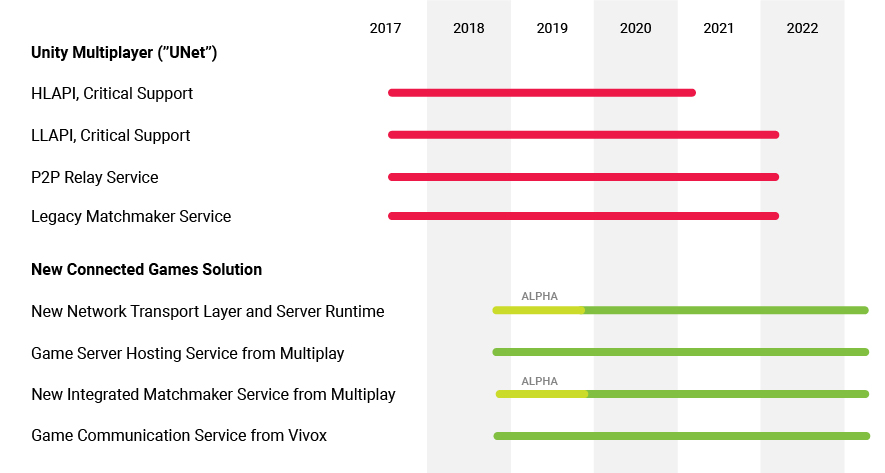 2017 2018 2019 2020 2021 2022
Unity Multiplayer (”UNet”)
HLAPI, Critical Support
LLAPI, Critical Support
P2P Relay Service
Legacy Matchmaker Service
New Connected Games Solution
ALPHA
New Network Transport Layer and Server Runtime
Game Server Hosting Service from Multiplay
ALPHA
New Integrated Matchmaker Service from Multiplay
Game Communication Service from Vivox